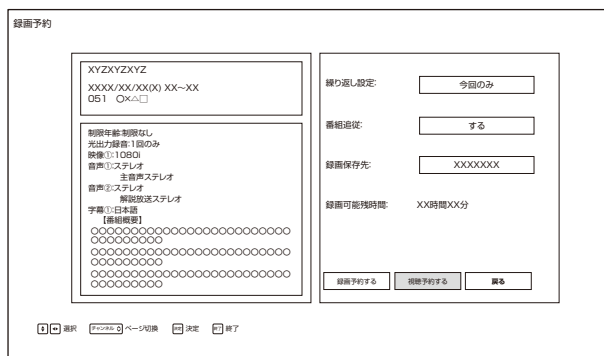 録画予約
XYZXYZXYZ
XXXX/XX/XX(X) XX～XX
051 ○×△□
制限年齢:制限なし
光出力録音:1回のみ
映像①:1080i
音声①:ステレオ
主音声ステレオ
音声②:ステレオ
解説放送ステレオ
字幕①:日本語
【番組概要】
○○○○○○○○○○○○○○○○○○○○○○○○○
○○○○○○○○○
○○○○○○○○○○○○○○○○○○○○○○○○○
○○○○○○○○○
○○○○○○○○○○○○○○○○○○○○○○○○○
○○○○○○○○○
繰り返し設定: 今回のみ
番組追従: する
録画保存先: XXXXXXX
録画可能残時間: XX時間XX分
録画予約する 視聴予約する 戻る
選択 チャンネル ページ切換 決定 決定 終了 終了